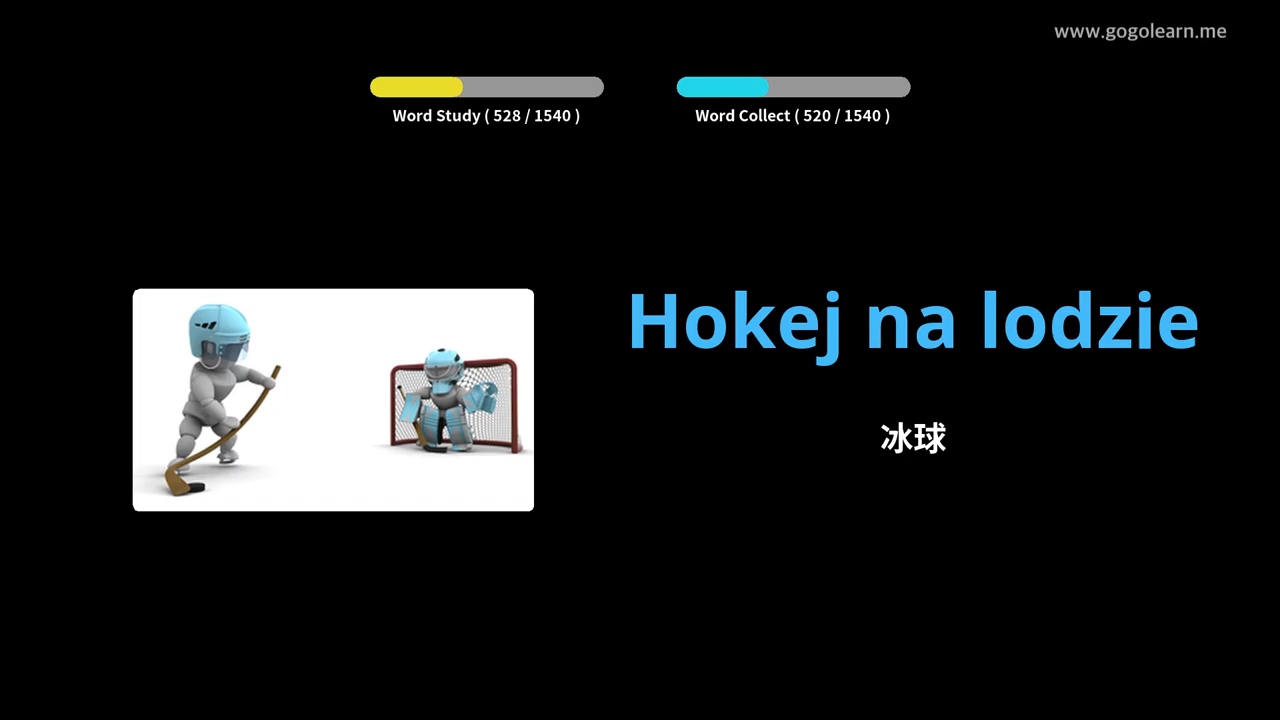 www.gogolearn.me
Word Study ( 528 / 1540 )
Word Collect ( 520 / 1540 )
Hokej na lodzie
冰球